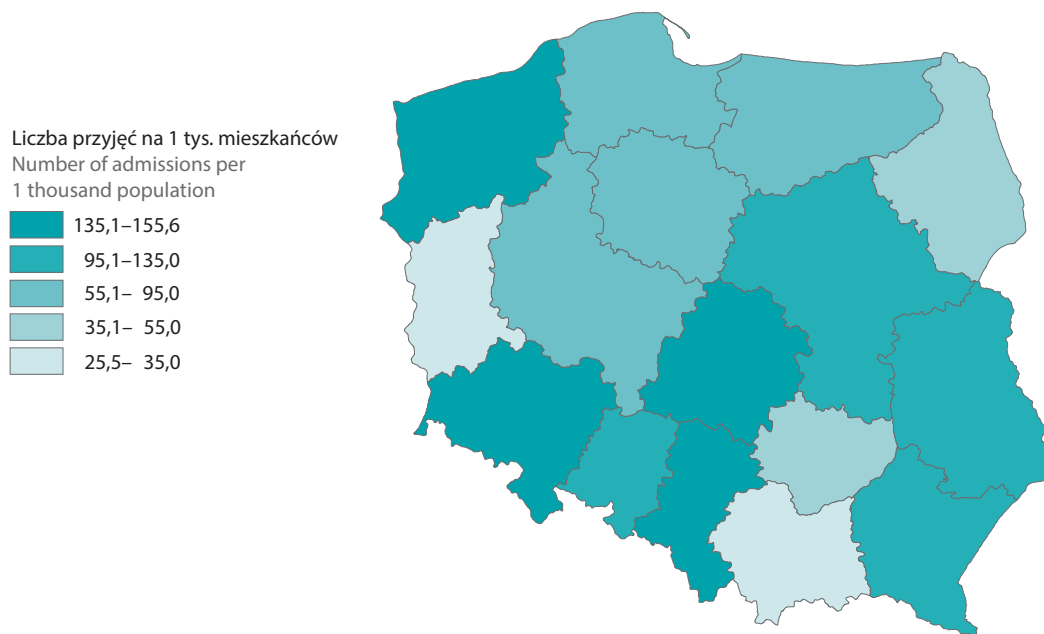 Liczba przyjęć na 1 tys. mieszkańców
Number of admissions per
1 thousand population
135,1–155,6
95,1–135,0
55,1– 95,0
35,1– 55,0
25,5– 35,0